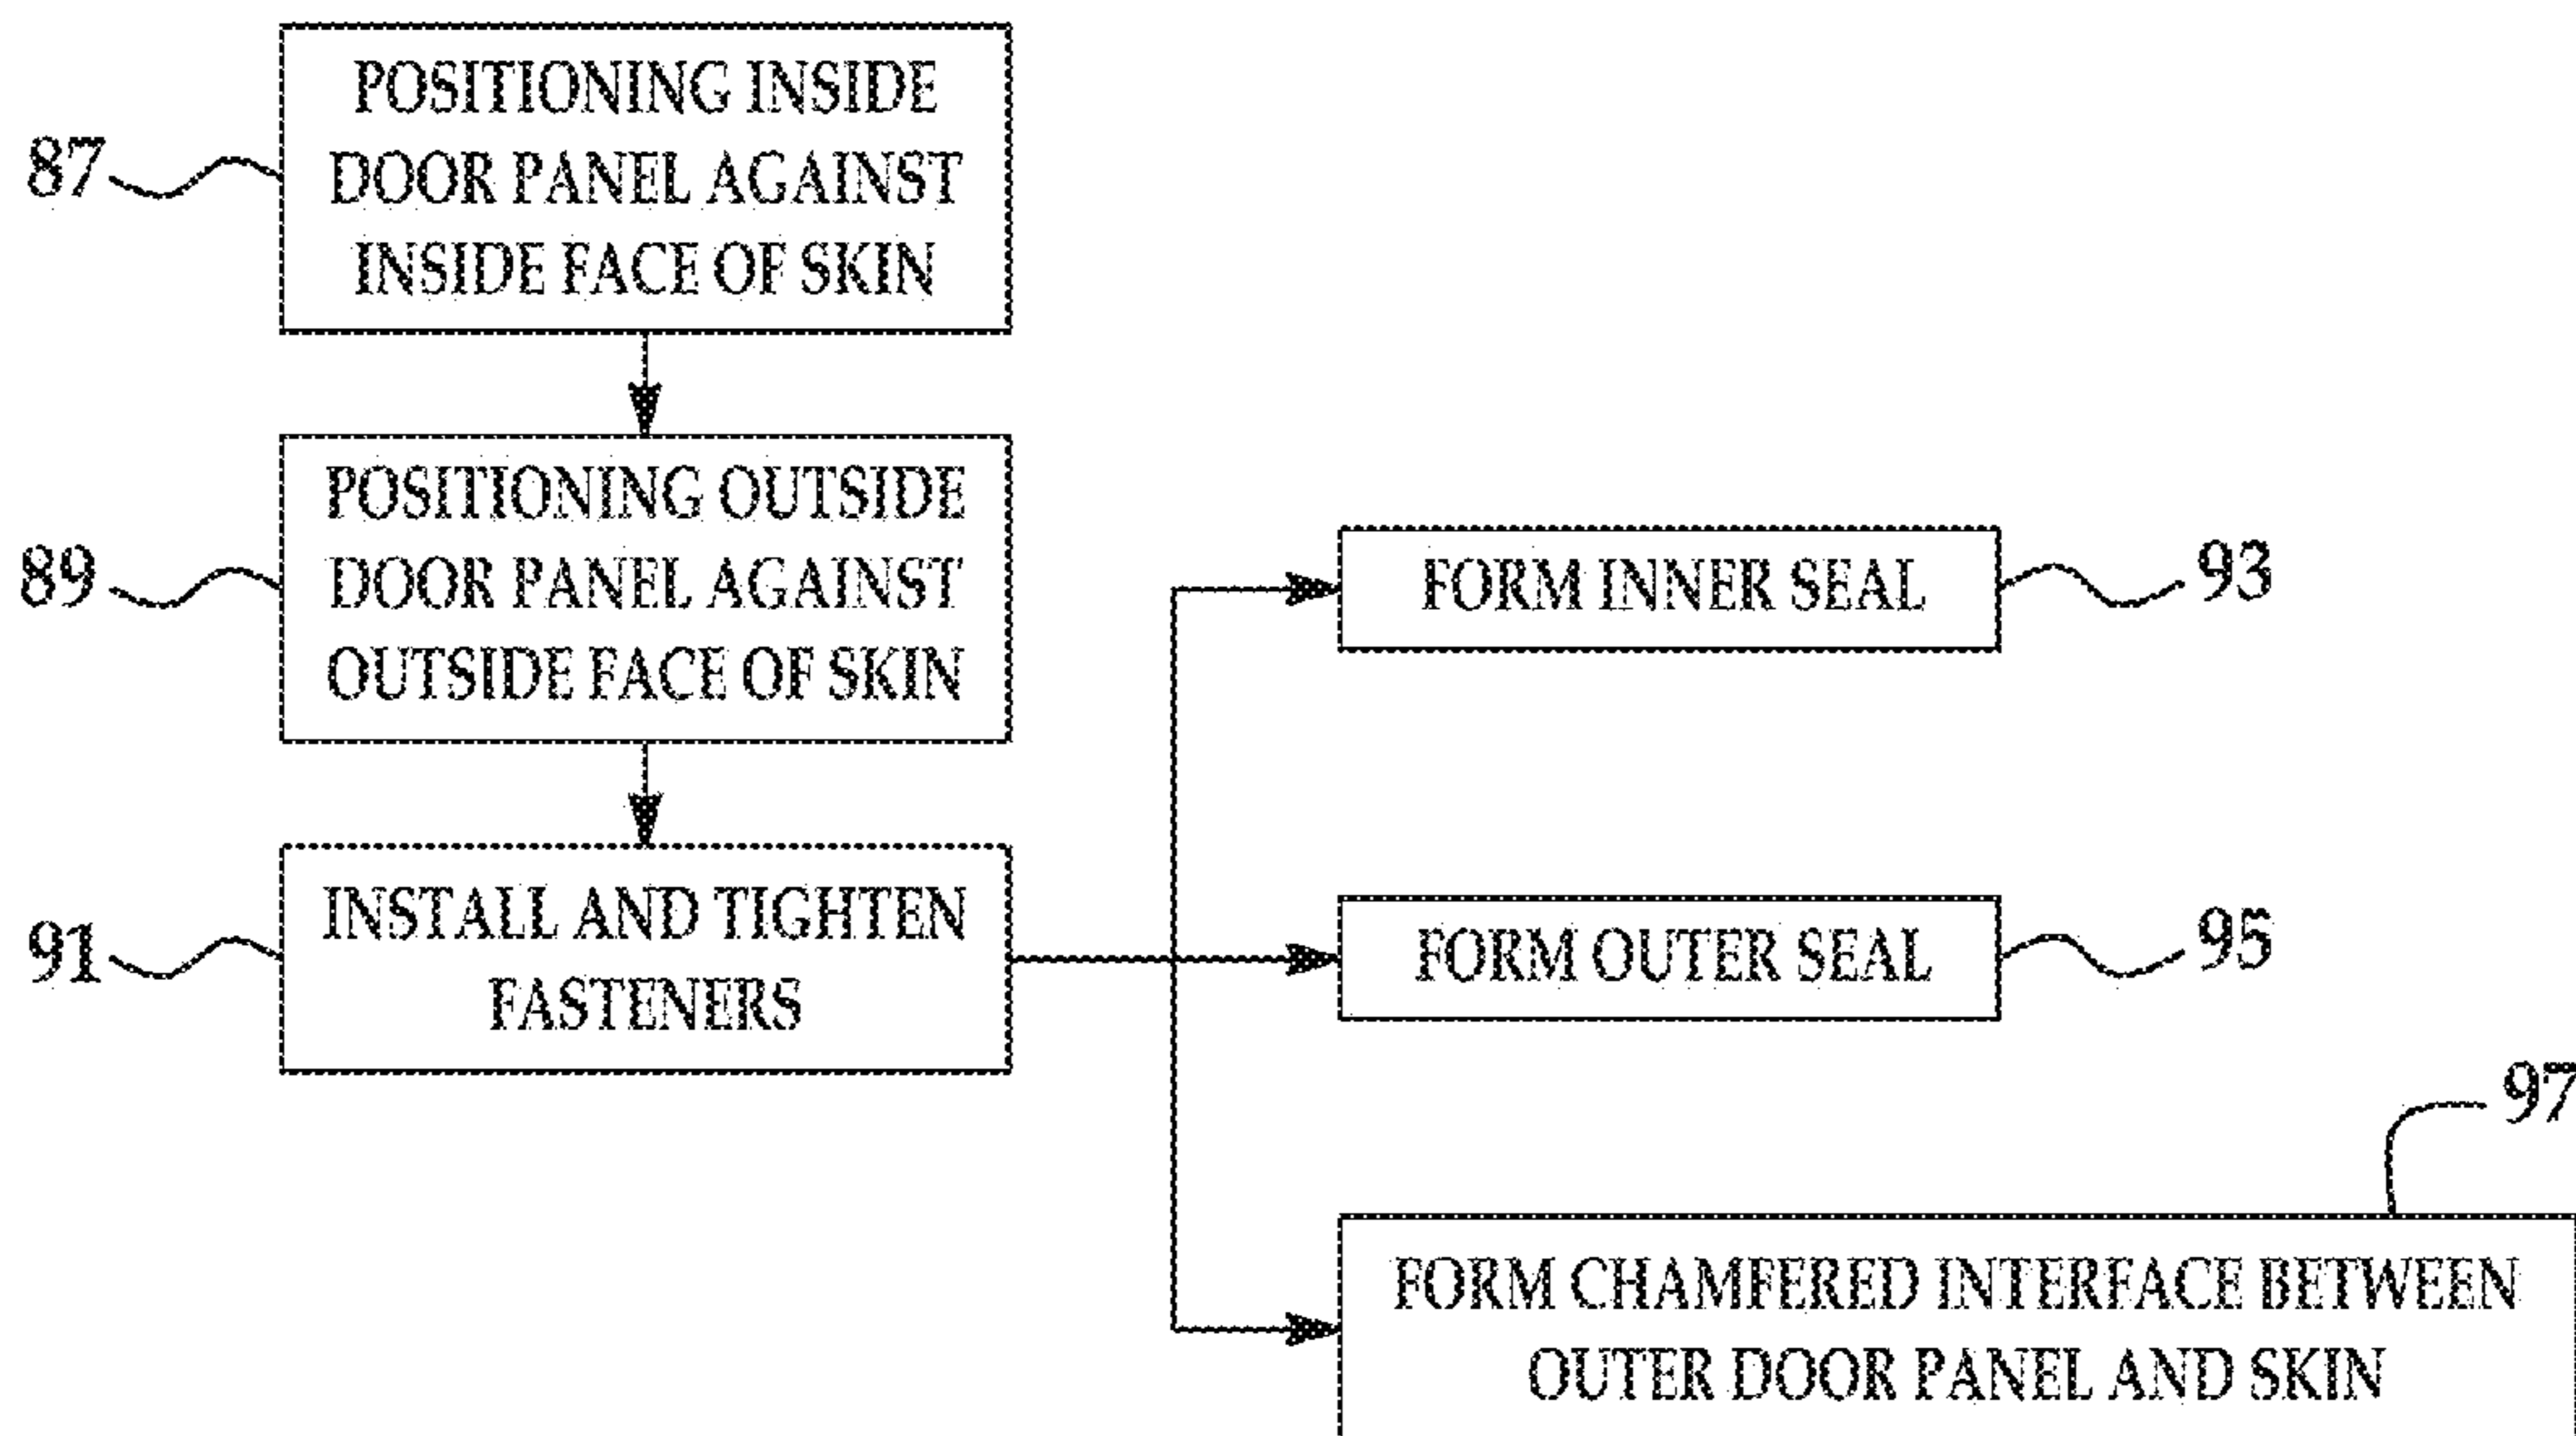 87
POSITIONING INSIDE
DOOR PANEL AGAINST
INSIDE FACE OF SKIN
89
POSITIONING OUTSIDE
DOOR PANEL AGAINST
OUTSIDE FACE OF SKIN
91
INSTALL AND TIGHTEN
FASTENERS
FORM INNER SEAL
93
FORM OUTER SEAL
95
97
FORM CHAMFERED INTERFACE BETWEEN
OUTER DOOR PANEL AND SKIN